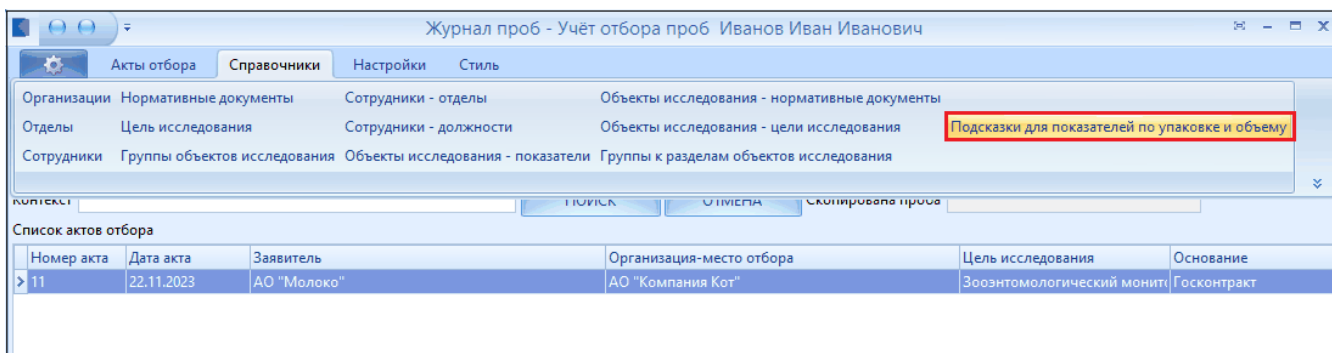 Журнал проб - Учёт отбора проб Иванов Иван Иванович
Акты отбора Справочники Настройки Стиль
Организации Нормативные документы Сотрудники - отделы Объекты исследования - нормативные документы
Отделы Цель исследования Сотрудники - должности Объекты исследования - цели исследования Подсказки для показателей по упаковке и объему
Сотрудники Группы объектов исследования Объекты исследования - показатели Группы к разделам объектов исследования
Контекст ПОИСК ОТМЕНА Скопирована проба
Список актов отбора
Номер акта Дата акта Заявитель Организация-место отбора Цель исследования Основание
11 22.11.2023 АО "Молоко" АО "Компания Кот" Зооэнтомологический монит Госконтракт